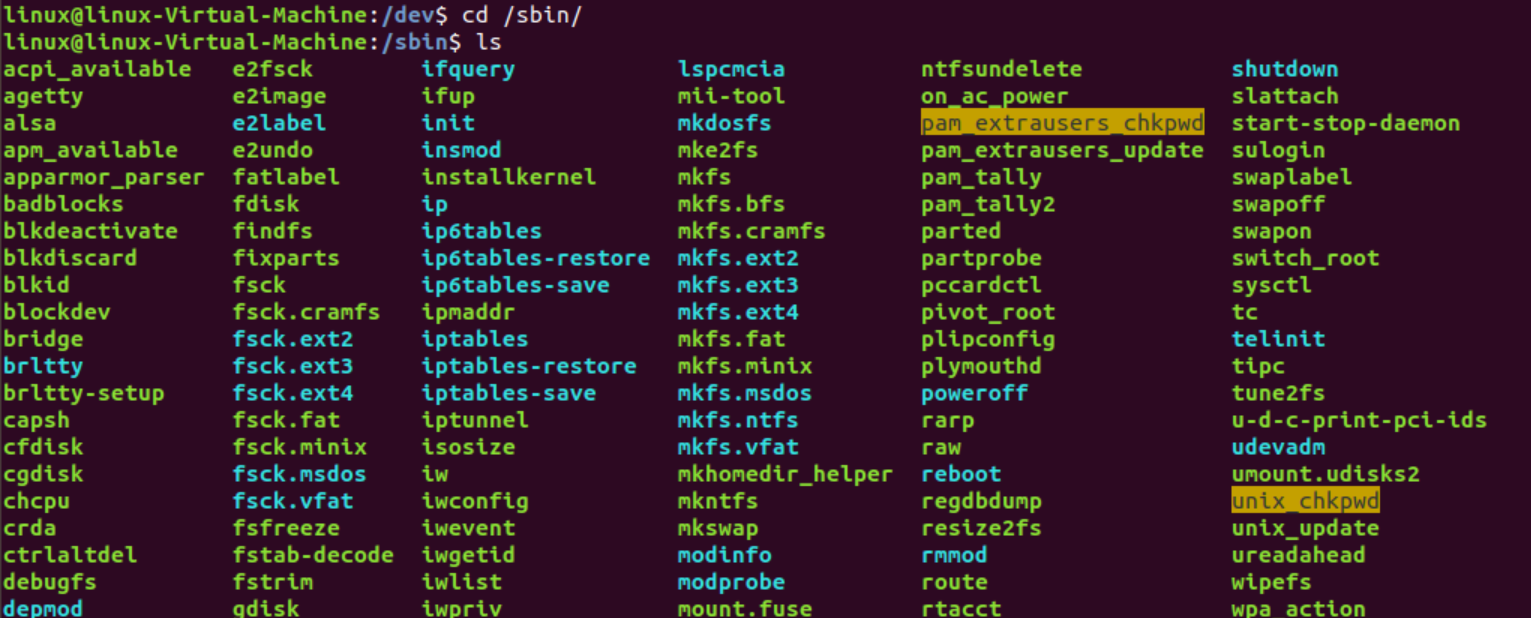 linux@linux-Virtual-Machine:/dev$ cd /sbin/
linux@linux-Virtual-Machine:/sbin$ ls
acpi_available e2fsck ifquery lspcmcia ntfsundelete shutdown
agetty e2image ifup mii-tool on_ac_power slattach
alsa e2label init mkdosfs pam_extrausers_chkpwd start-stop-daemon
apm_available e2undo insmod mke2fs pam_extrausers_update sulogin
apparmor_parser fatlabel installkernel mkfs pam_tally swaplabel
badblocks fdisk ip mkfs.bfs pam_tally2 swapoff
blkdeactivate findfs ip6tables mkfs.cramfs parted swapon
blkdiscard fixparts ip6tables-restore mkfs.ext2 partprobe switch_root
blkid fsck ip6tables-save mkfs.ext3 pccardctl sysctl
blockdev fsck.cramfs ipmaddr mkfs.ext4 pivot_root tc
bridge fsck.ext2 iptables mkfs.fat plipconfig telinit
brltty fsck.ext3 iptables-restore mkfs.minix plymouthd tipc
brltty-setup fsck.ext4 iptables-save mkfs.msdos poweroff tune2fs
capsh fsck.fat iptunnel mkfs.ntfs rarp u-d-c-print-pci-ids
cfdisk fsck.minix isosize mkfs.vfat raw udevadm
cgdisk fsck.msdos iw mkhomedir_helper reboot umount.udisks2
chcpu fsck.vfat iwconfig mkntfs regdbdump unix_chkpwd
crda fsfreeze iwevent mkswap resize2fs unix_update
ctrlaltdel fstab-decode iwgetid modinfo rmmod ureadahead
debugfs fstrim iwlist modprobe route wipefs
depmod gdisk iwpriv mount.fuse rtacct wpa_action